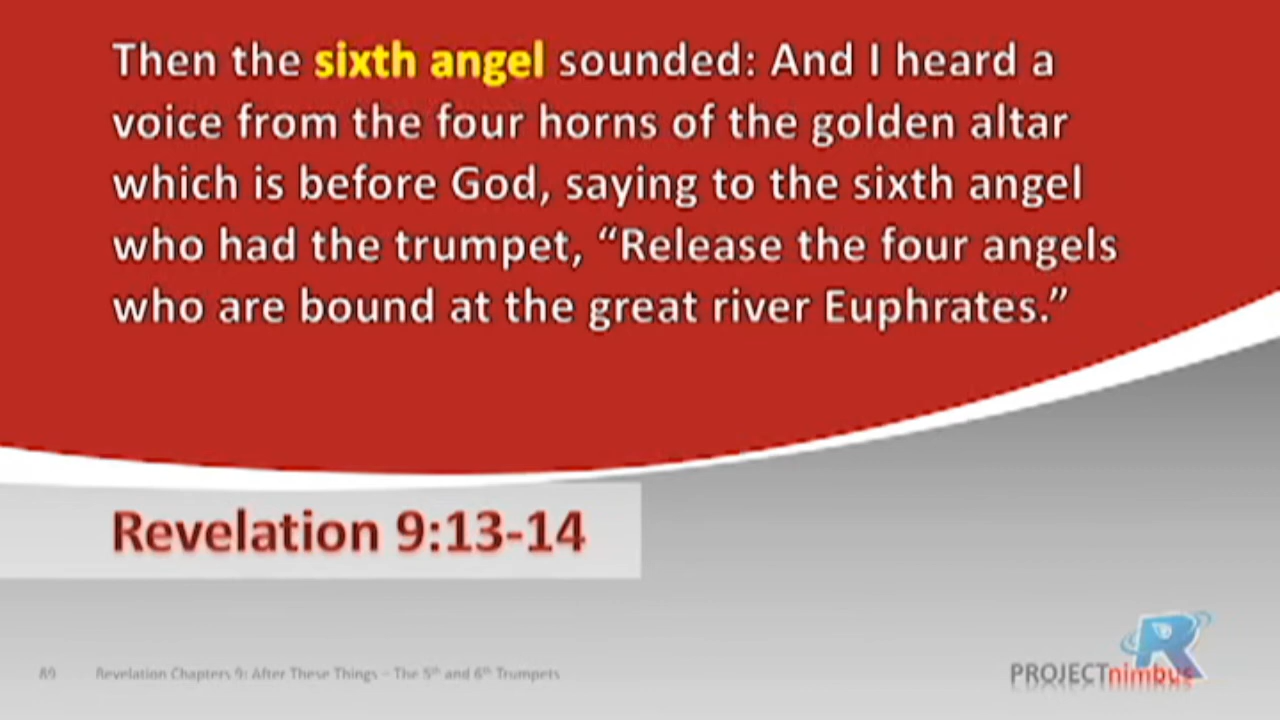 Then the sixth angel sounded: And I heard a
voice from the four horns of the golden altar
which is before God, saying to the sixth angel
who had the trumpet, “Release the four angels
who are bound at the great river Euphrates.”
Revelation 9:13-14
89 Revelation Chapters 9: After These Things – The 5th and 6th Trumpets
R
PROJECTnimbus